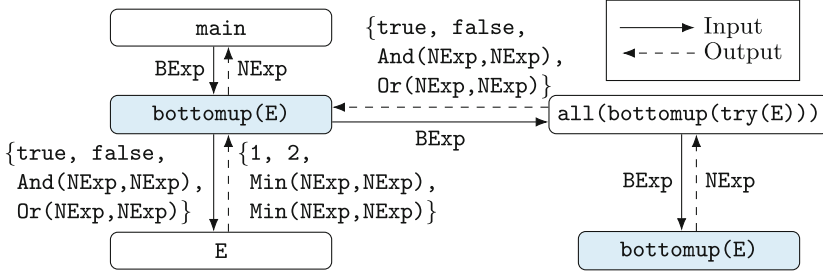 main
BExp
NExp
{true, false,
And(NExp,NExp),
Or(NExp,NExp)}
Input
Output
bottomup(E)
BExp
all(bottomup(try(E)))
{true, false,
And(NExp,NExp),
Or(NExp,NExp)}
{1, 2,
Min(NExp,NExp),
Min(NExp,NExp)}
BExp
NExp
E
bottomup(E)